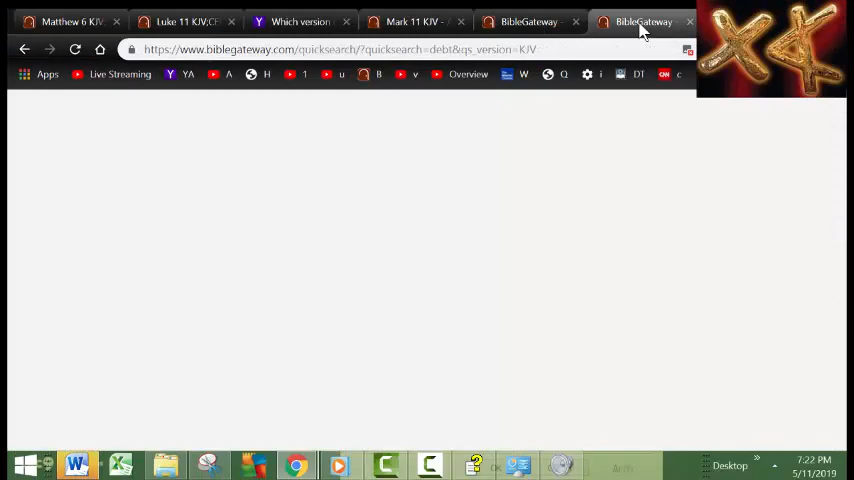 Matthew 6 KJV; Luke 11 KJV;CE Which version Mark 11 KJV - A BibleGateway - BibleGateway
https://www.biblegateway.com/quicksearch/?quicksearch=debt&qs_version=KJV
Apps Live Streaming YA A H 1 u B v Overview W Q i DT c
Desktop
7:22 PM
5/11/2019